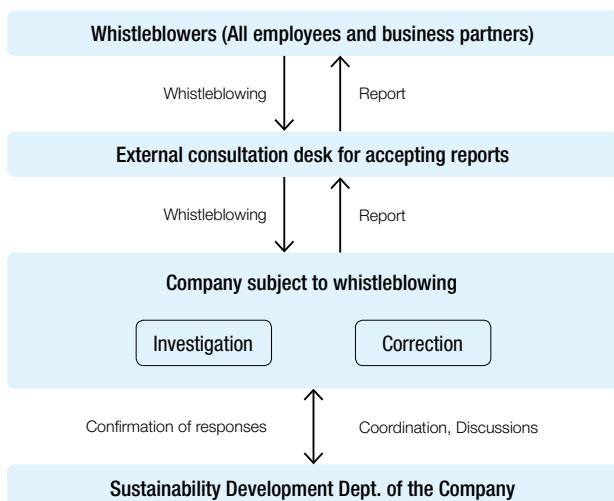 Whistleblowers (All employees and business partners)
Whistleblowing
Report
External consultation desk for accepting reports
Whistleblowing
Report
Company subject to whistleblowing
Investigation
Correction
Confirmation of responses
Coordination, Discussions
Sustainability Development Dept. of the Company